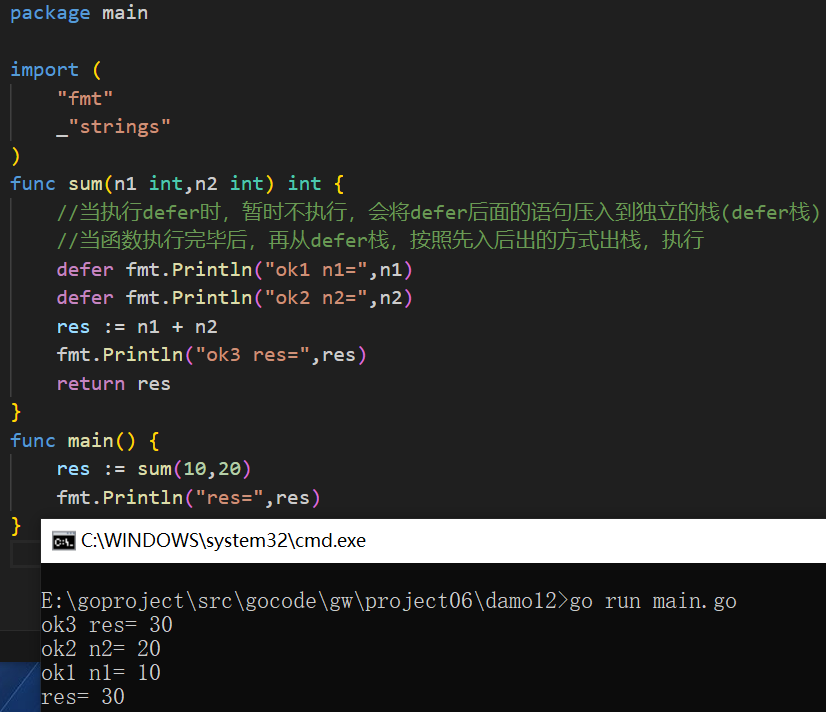 package main
import (
"fmt"
_"strings"
)
func sum(n1 int,n2 int) int {
//当执行defer时，暂时不执行，会将defer后面的语句压入到独立的栈(defer栈)
//当函数执行完毕后，再从defer栈，按照先入后出的方式出栈，执行
defer fmt.Println("ok1 n1=",n1)
defer fmt.Println("ok2 n2=",n2)
res := n1 + n2
fmt.Println("ok3 res=",res)
return res
}
func main() {
res := sum(10,20)
fmt.Println("res=",res)
}
C:\WINDOWS\system32\cmd.exe
E:\goproject\src\gocode\gw\project06\damo12>go run main.go
ok3 res= 30
ok2 n2= 20
ok1 n1= 10
res= 30